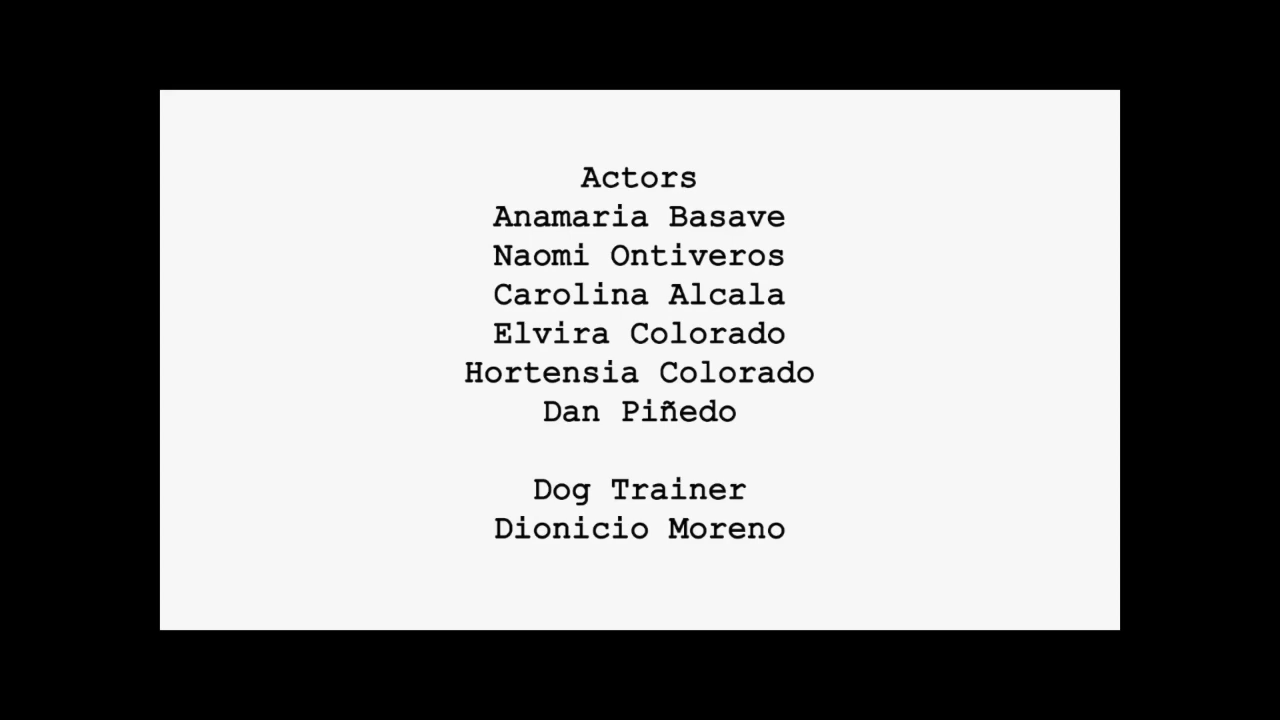 Actors
Anamaria Basave
Naomi Ontiveros
Carolina Alcala
Elvira Colorado
Hortensia Colorado
Dan Piñedo
Dog Trainer
Dionicio Moreno